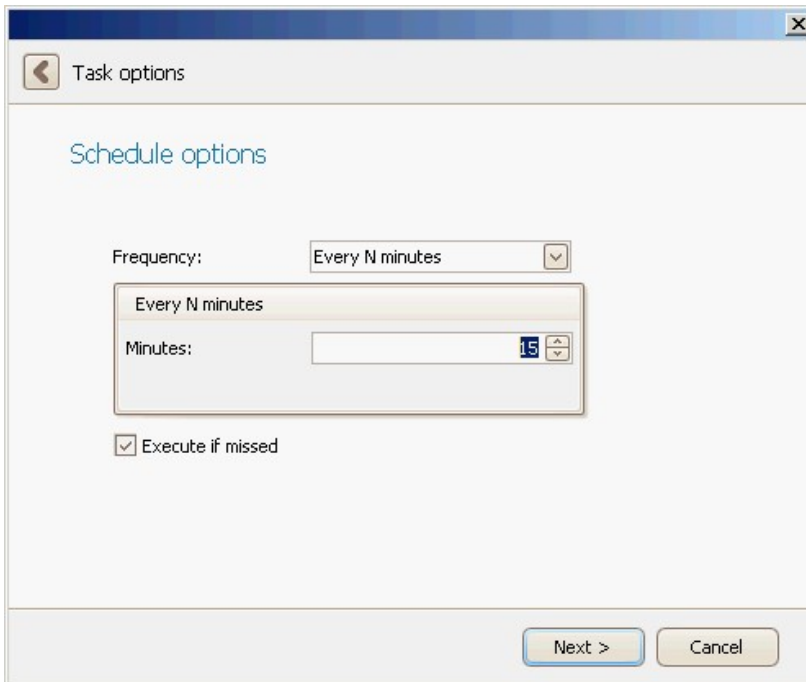 Task options
Schedule options
Frequency: Every N minutes
Every N minutes
Minutes: 15
Execute if missed
Next > Cancel